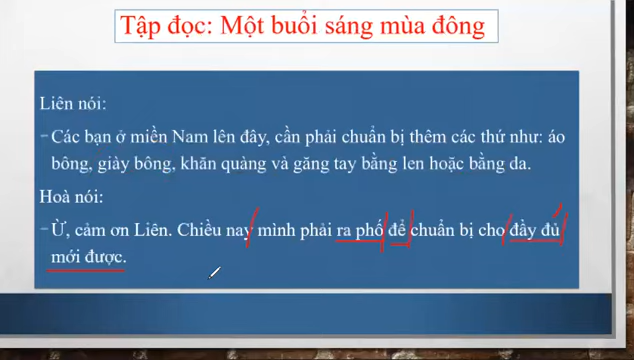 Tập đọc: Một buổi sáng mùa đông
Liên nói:
-Các bạn ở miền Nam lên đây, cần phải chuẩn bị thêm các thứ như: áo
bông, giày bông, khăn quàng và găng tay bằng len hoặc bằng da.
Hoà nói:
-Ừ, cảm ơn Liên. Chiều nay mình phải ra phố để chuẩn bị cho đầy đủ
mới được.